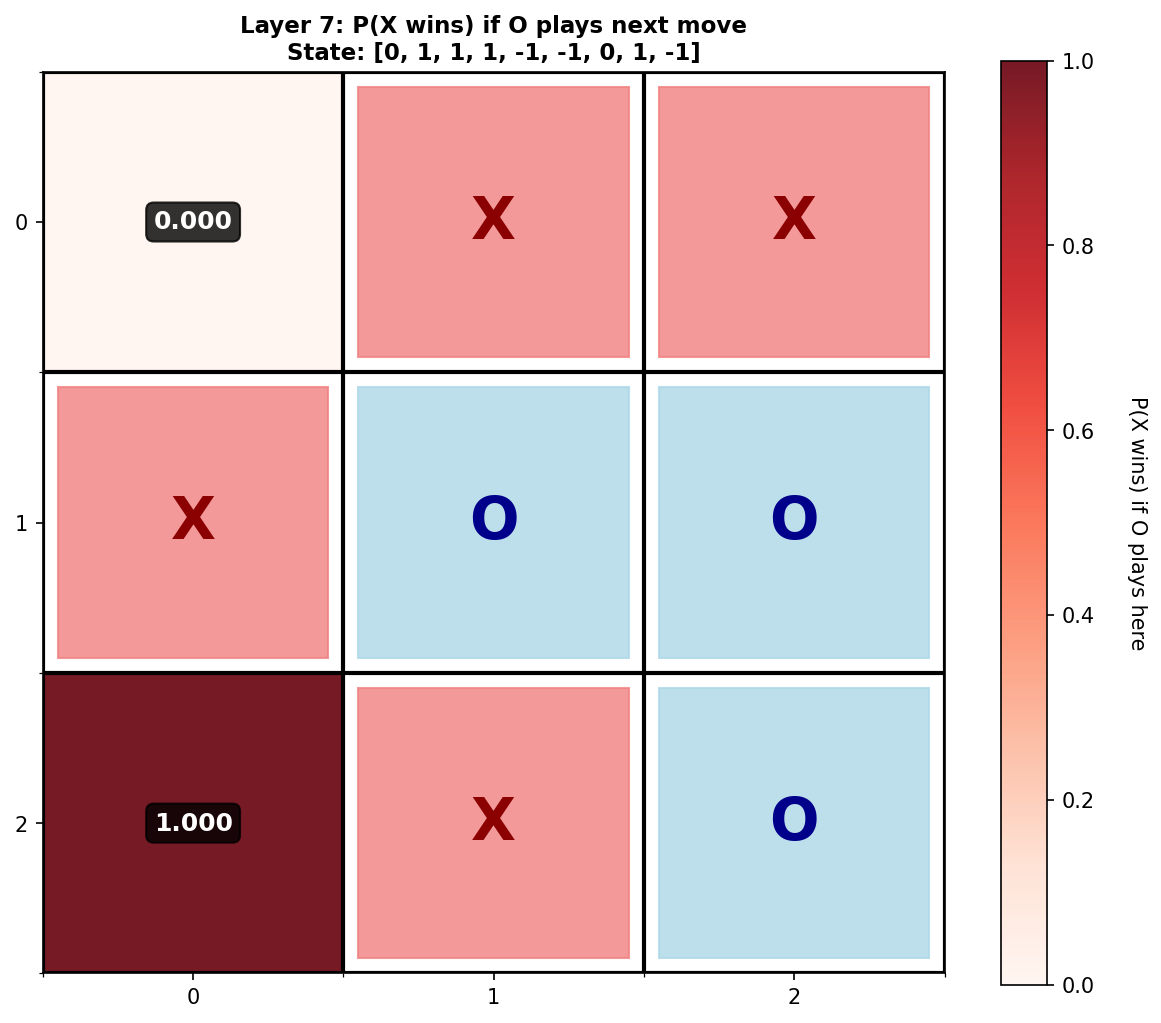 Layer 7: P(X wins) if O plays next move
State: [0, 1, 1, 1, -1, -1, 0, 1, -1]
0.000
X
X
X
O
O
1.000
X
O
0
1
2
0
1
2
1.0
0.8
0.6
0.4
0.2
0.0
P(X wins) if O plays here